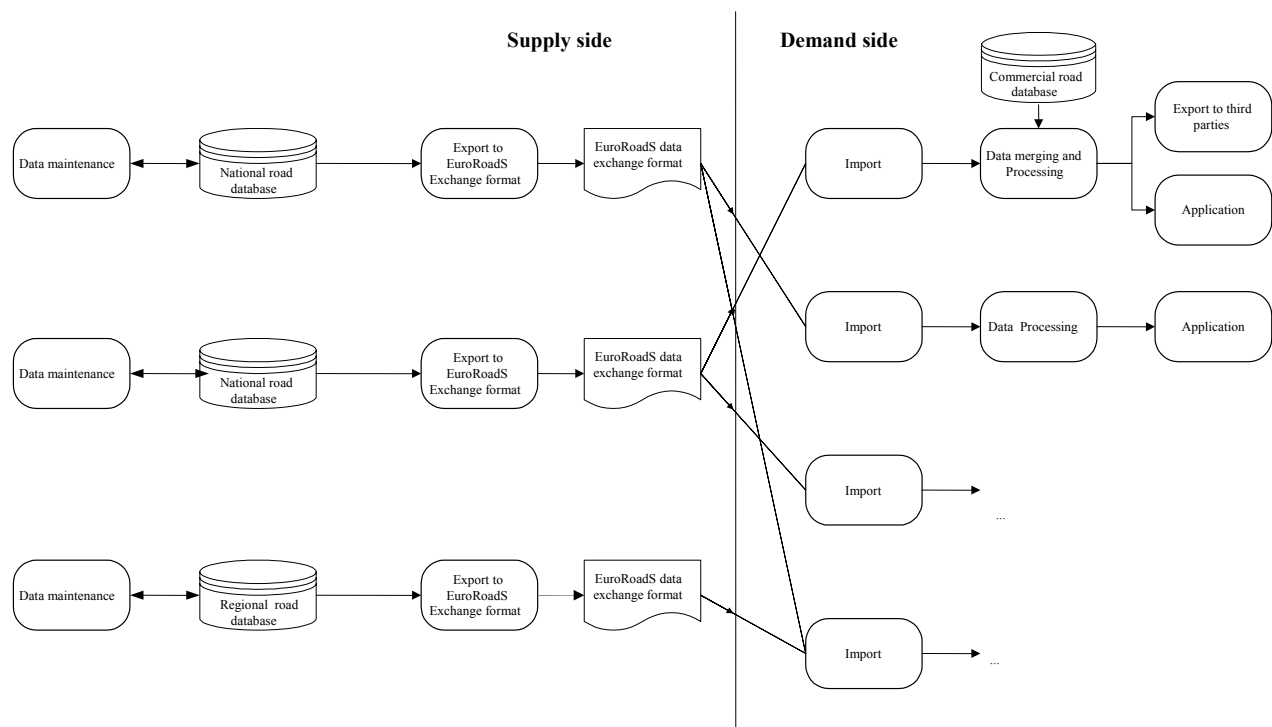 Supply side
Demand side
Commercial road
database
Data maintenance
National road
database
Export to
EuroRoadS
Exchange format
EuroRoadS data
exchange format
Import
Data merging and
Processing
Export to third
parties
Application
Import
Data Processing
Application
Data maintenance
National road
database
Export to
EuroRoadS
Exchange format
EuroRoadS data
exchange format
Import
...
Data maintenance
Regional road
database
Export to
EuroRoadS
Exchange format
EuroRoadS data
exchange format
Import
...